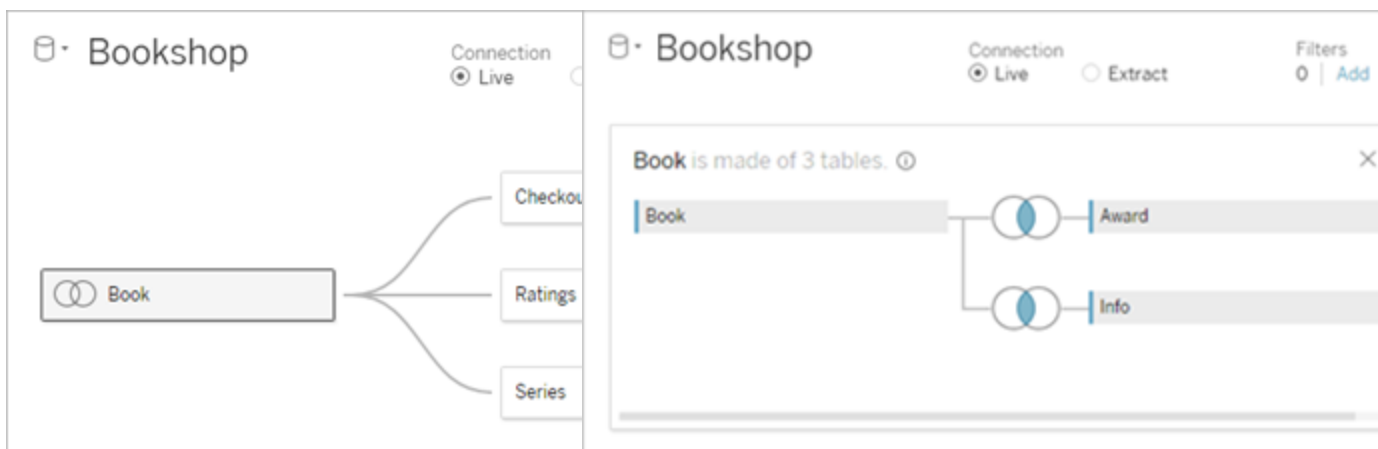 Bookshop
Connection
Live
Checkou
Book
Ratings
Series
Bookshop
Connection
Live Extract
Filters
0 | Add
Book is made of 3 tables.
Book
Award
Info